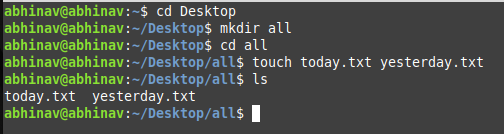 abhinav@abhinav:~$ cd Desktop
abhinav@abhinav:~/Desktop$ mkdir all
abhinav@abhinav:~/Desktop$ cd all
abhinav@abhinav:~/Desktop/all$ touch today.txt yesterday.txt
abhinav@abhinav:~/Desktop/all$ ls
today.txt  yesterday.txt
abhinav@abhinav:~/Desktop/all$